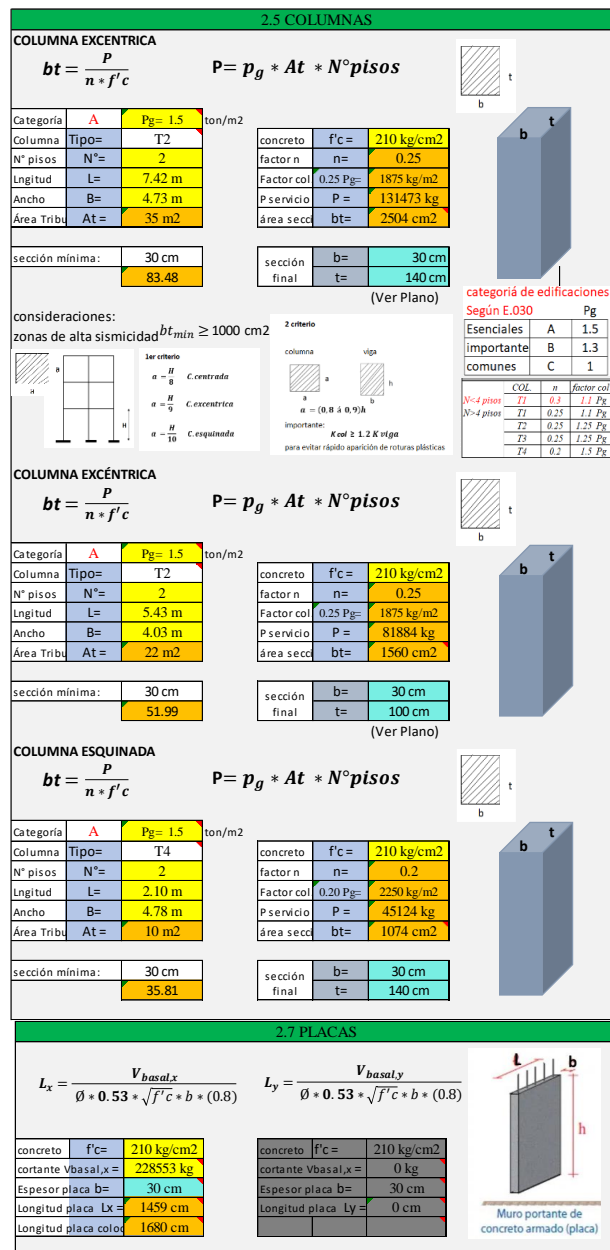 2.5 COLUMNAS
COLUMNA EXCENTRICA
bt = P / (n * f'c)    P= p_g * At * N°pisos
t
b
Categoría A Pg= 1.5 ton/m2
Columna Tipo= T2
N° pisos N°= 2
Lngitud L= 7.42 m
Ancho B= 4.73 m
Área Tribu At = 35 m2
concreto f'c = 210 kg/cm2
factor n n= 0.25
Factor col 0.25 Pg= 1875 kg/m2
P servicio P = 131473 kg
área secci bt= 2504 cm2
b t
sección mínima: 30 cm
83.48
sección final b= 30 cm
t= 140 cm
(Ver Plano)
consideraciones:
zonas de alta sismicidad bt_min ≥ 1000 cm2
B
H
H
1er criterio
a = H/8 C.centrada
a = H/9 C.excentrica
a = H/10 C.esquinada
2 criterio
columna viga
a
a
h
b
a = (0,8 á 0,9)h
importante:
Kcol ≥ 1.2 K viga
para evitar rápido aparición de roturas plásticas
categoriá de edificaciones
Según E.030 Pg
Esenciales A 1.5
importante B 1.3
comunes C 1
COL. n factor col
N<4 pisos T1 0.3 1.1 Pg
N>4 pisos T1 0.25 1.1 Pg
T2 0.25 1.25 Pg
T3 0.25 1.25 Pg
T4 0.2 1.5 Pg
COLUMNA EXCÉNTRICA
bt = P / (n * f'c)    P= p_g * At * N°pisos
t
b
Categoría A Pg= 1.5 ton/m2
Columna Tipo= T2
N° pisos N°= 2
Lngitud L= 5.43 m
Ancho B= 4.03 m
Área Tribu At = 22 m2
concreto f'c = 210 kg/cm2
factor n n= 0.25
Factor col 0.25 Pg= 1875 kg/m2
P servicio P = 81884 kg
área secci bt= 1560 cm2
b t
sección mínima: 30 cm
51.99
sección final b= 30 cm
t= 100 cm
(Ver Plano)
COLUMNA ESQUINADA
bt = P / (n * f'c)    P= p_g * At * N°pisos
t
b
Categoría A Pg= 1.5 ton/m2
Columna Tipo= T4
N° pisos N°= 2
Lngitud L= 2.10 m
Ancho B= 4.78 m
Área Tribu At = 10 m2
concreto f'c = 210 kg/cm2
factor n n= 0.2
Factor col 0.20 Pg= 2250 kg/m2
P servicio P = 45124 kg
área secci bt= 1074 cm2
b t
sección mínima: 30 cm
35.81
sección final b= 30 cm
t= 140 cm
2.7 PLACAS
L_x = V_basal,x / (Ø * 0.53 * √f'c * b * (0.8))    L_y = V_basal,y / (Ø * 0.53 * √f'c * b * (0.8))
concreto f'c= 210 kg/cm2
cortante Vbasal,x = 228553 kg
Espesor placa b= 30 cm
Longitud placa Lx = 1459 cm
Longitud placa coloc 1680 cm
concreto f'c= 210 kg/cm2
cortante Vbasal,x = 0 kg
Espesor placa b= 30 cm
Longitud placa Ly = 0 cm
L b
h
Muro portante de
concreto armado (placa)